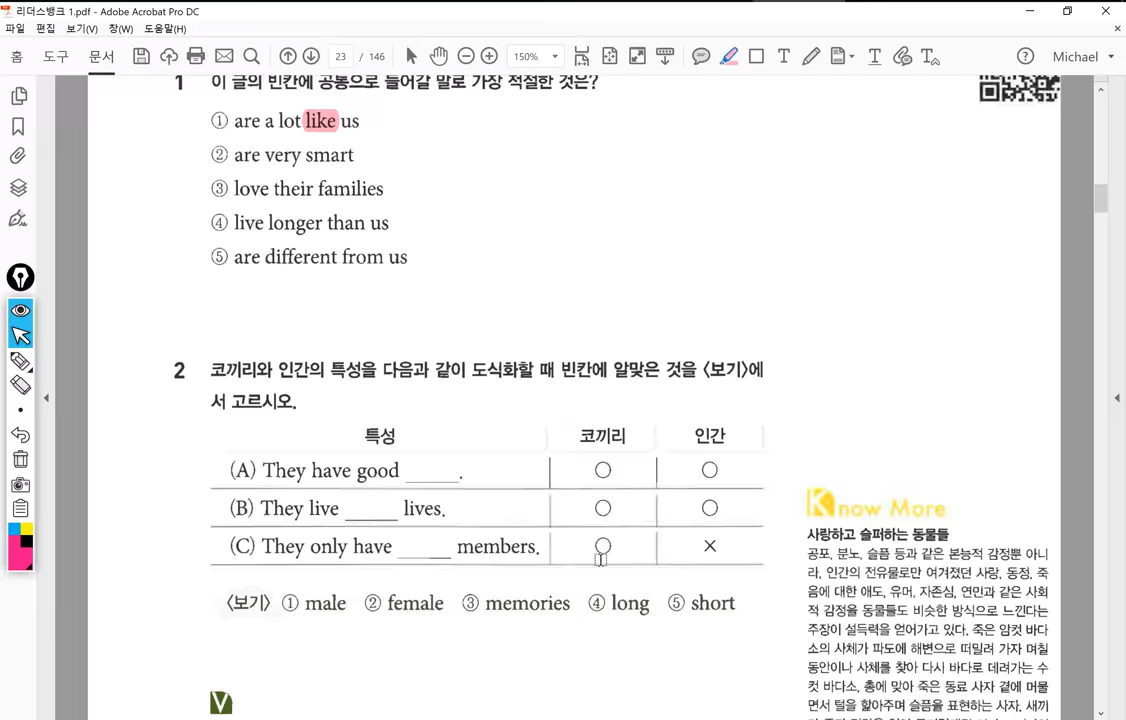 리더스뱅크 1.pdf - Adobe Acrobat Pro DC
파일 편집 보기(V) 창(W) 도움말(H)
홈 도구 문서 23 / 146 150% Michael
1 이 글의 빈칸에 공통으로 들어갈 말로 가장 적절한 것은?
① are a lot like us
② are very smart
③ love their families
④ live longer than us
⑤ are different from us
2 코끼리와 인간의 특성을 다음과 같이 도식화할 때 빈칸에 알맞은 것을 〈보기〉에
서 고르시오.
특성 코끼리 인간
(A) They have good _____. ○ ○
(B) They live _____ lives. ○ ○
(C) They only have _____ members. ○ ×
〈보기〉 ① male ② female ③ memories ④ long ⑤ short
Know More
사랑하고 슬퍼하는 동물들
공포, 분노, 슬픔 등과 같은 본능적 감정뿐 아니
라, 인간의 전유물로만 여겨졌던 사랑, 동정, 죽
음에 대한 애도, 유머, 자존심, 연민과 같은 사회
적 감정을 동물들도 비슷한 방식으로 느낀다는
주장이 설득력을 얻어가고 있다. 죽은 암컷 바다
소의 사체가 파도에 해변으로 떠밀려 가자 며칠
동안이나 사체를 찾아 다시 바다로 데려가는 수
컷 바다소, 총에 맞아 죽은 동료 사자 곁에 머물
면서 털을 핥아주며 슬픔을 표현하는 사자, 새끼